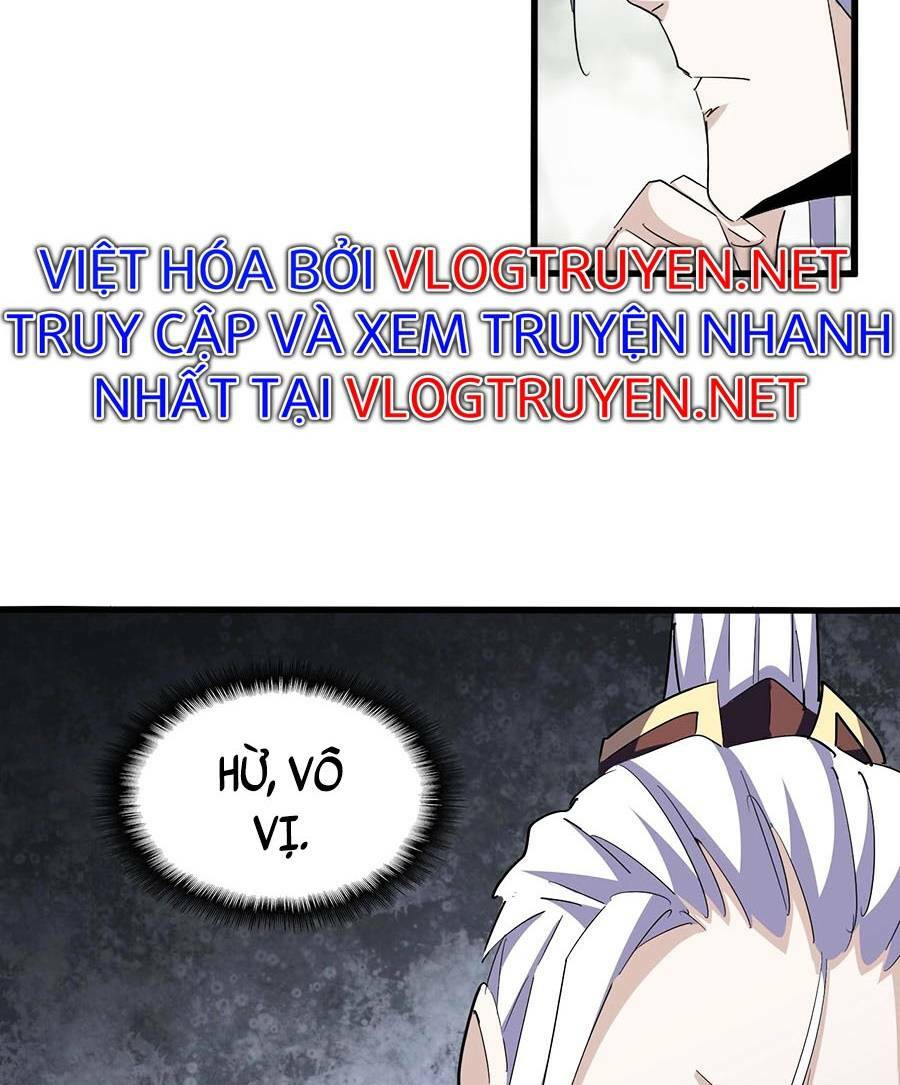 VIỆT HÓA BỞI VLOGTRUYEN.NET
TRUY CẬP VÀ XEM TRUYỆN NHANH
NHẤT TẠI VLOGTRUYEN.NET
HỪ, VÔ
VỊ.